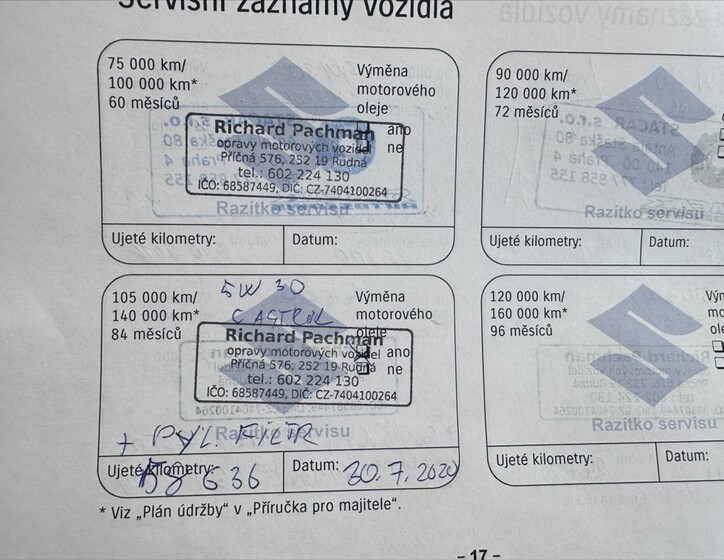 Servisní záznamy vozidla
75 000 km/
100 000 km*
60 měsíců
Výměna
motorového
oleje
ano
ne
Richard Pachman
opravy motorových vozidel
Příčná 576, 252 19 Rudná
tel.: 602 224 130
IČO: 68587449, DIČ: CZ-7404100264
Razítko servisu
Ujeté kilometry:
Datum:
90 000 km/
120 000 km*
72 měsíců
STACAR s.r.o.
Razítko servisu
Ujeté kilometry:
Datum:
105 000 km/
140 000 km*
84 měsíců
5W 30
CASTROL
Výměna
motorového
oleje
ano
ne
Richard Pachman
opravy motorových vozidel
Příčná 576, 252 19 Rudná
tel.: 602 224 130
IČO: 68587449, DIČ: CZ-7404100264
Razítko servisu
+ PYL. FILTR
Ujeté kilometry:
58 636
Datum:
30.7.2020
120 000 km/
160 000 km*
96 měsíců
Razítko servisu
Ujeté kilometry:
Datum:
* Viz „Plán údržby“ v „Příručka pro majitele“.
– 17 –